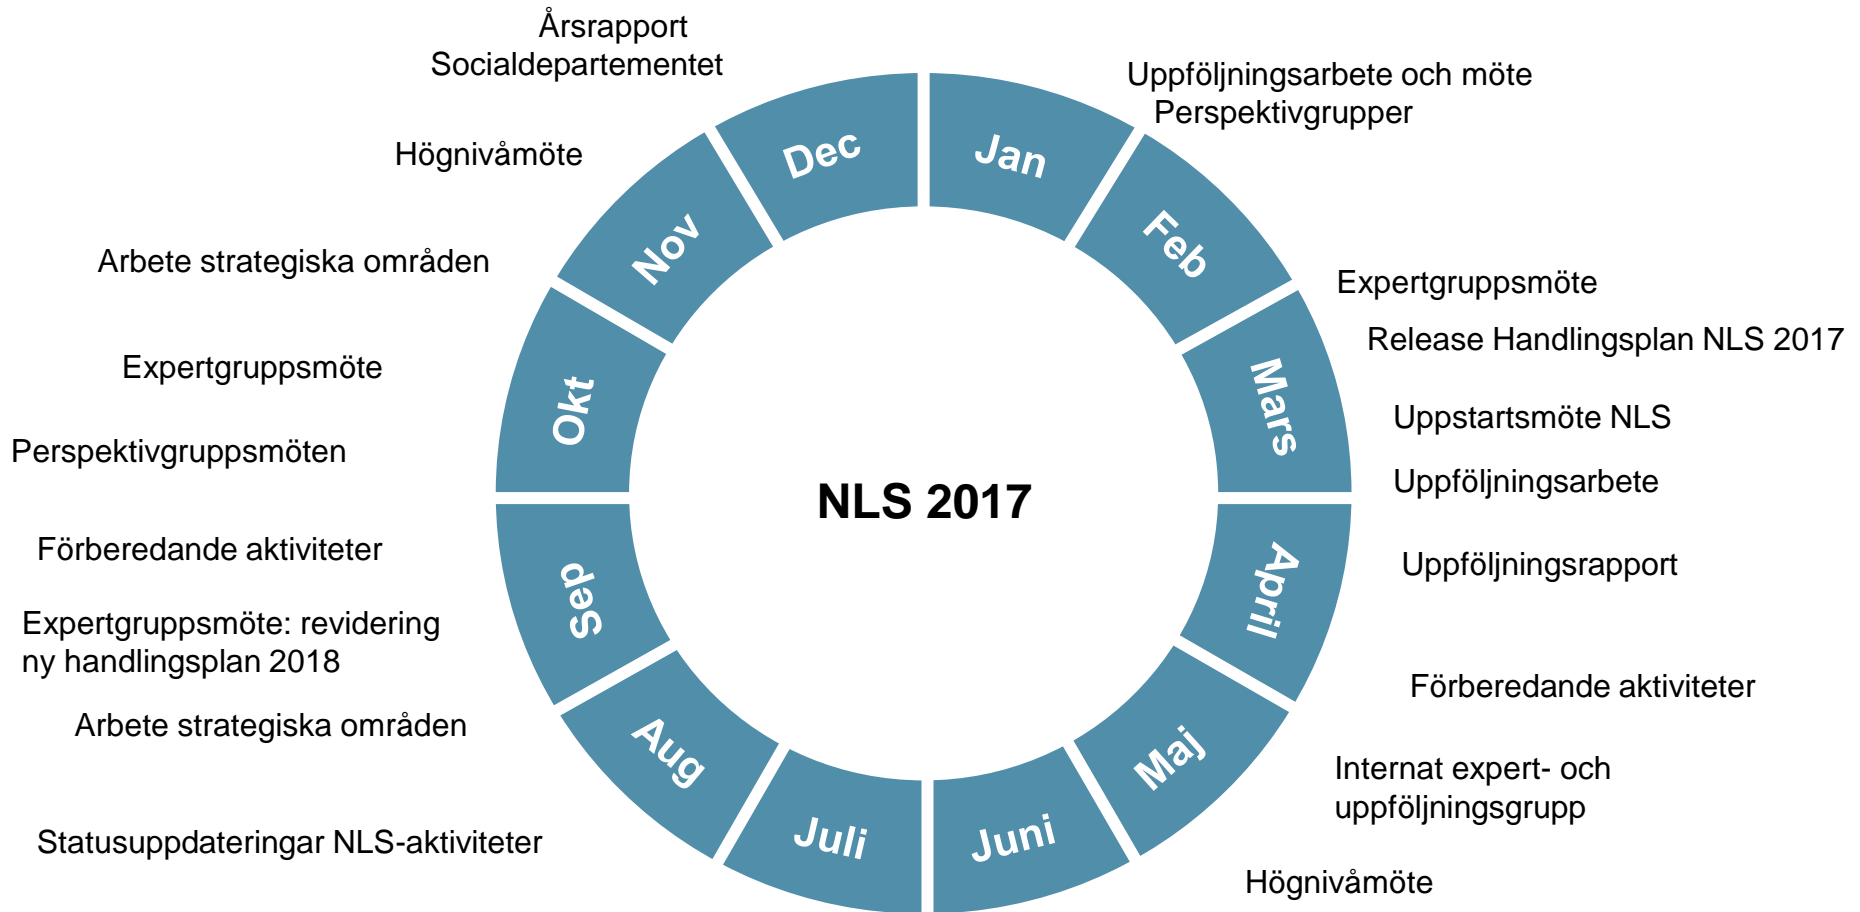 Årsrapport
Socialdepartementet
Uppföljningsarbete och möte
Perspektivgrupper
Högnivåmöte
Arbete strategiska områden
Expertgruppsmöte
Perspektivgruppsmöten
Förberedande aktiviteter
Expertgruppsmöte: revidering
ny handlingsplan 2018
Arbete strategiska områden
Statusuppdateringar NLS-aktiviteter
Expertgruppsmöte
Release Handlingsplan NLS 2017
Uppstartsmöte NLS
Uppföljningsarbete
Uppföljningsrapport
Förberedande aktiviteter
Internat expert- och
uppföljningsgrupp
Högnivåmöte
Jan
Feb
Mars
April
Maj
Juni
Juli
Aug
Sep
Okt
Nov
Dec
NLS 2017